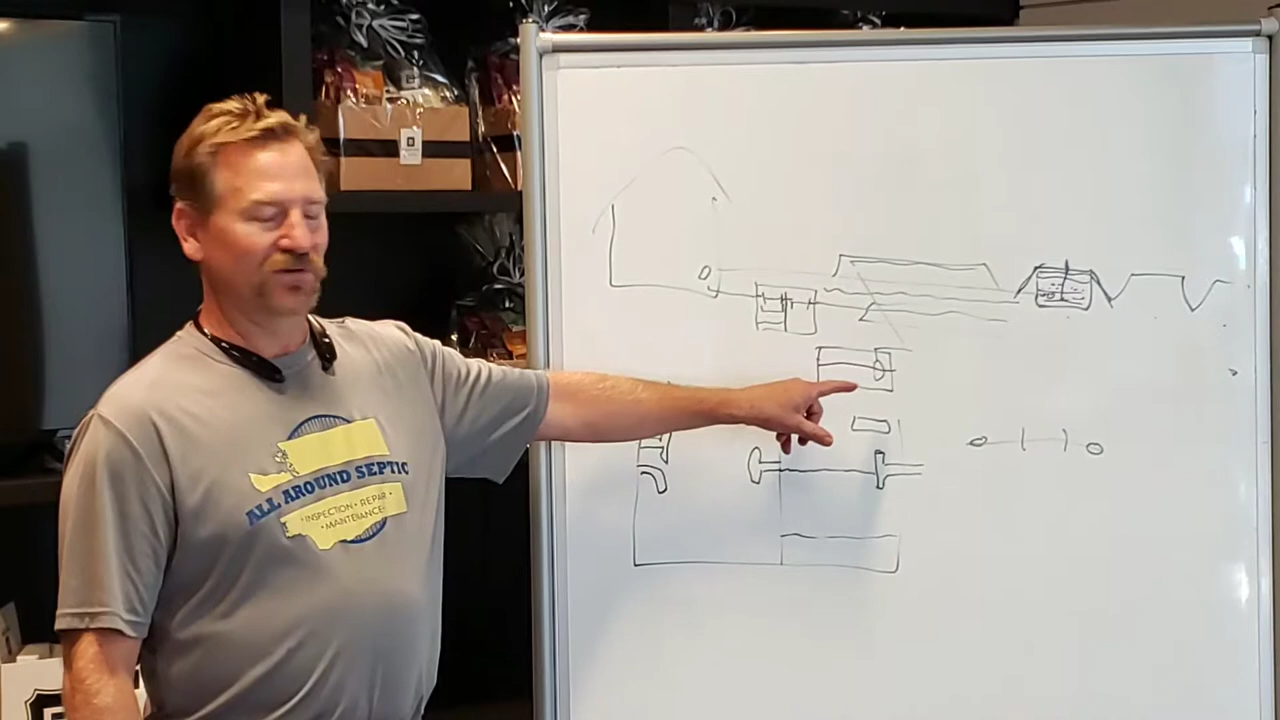 ALL AROUND SEPTIC
• INSPECTION • REPAIR
• MAINTENANCE •